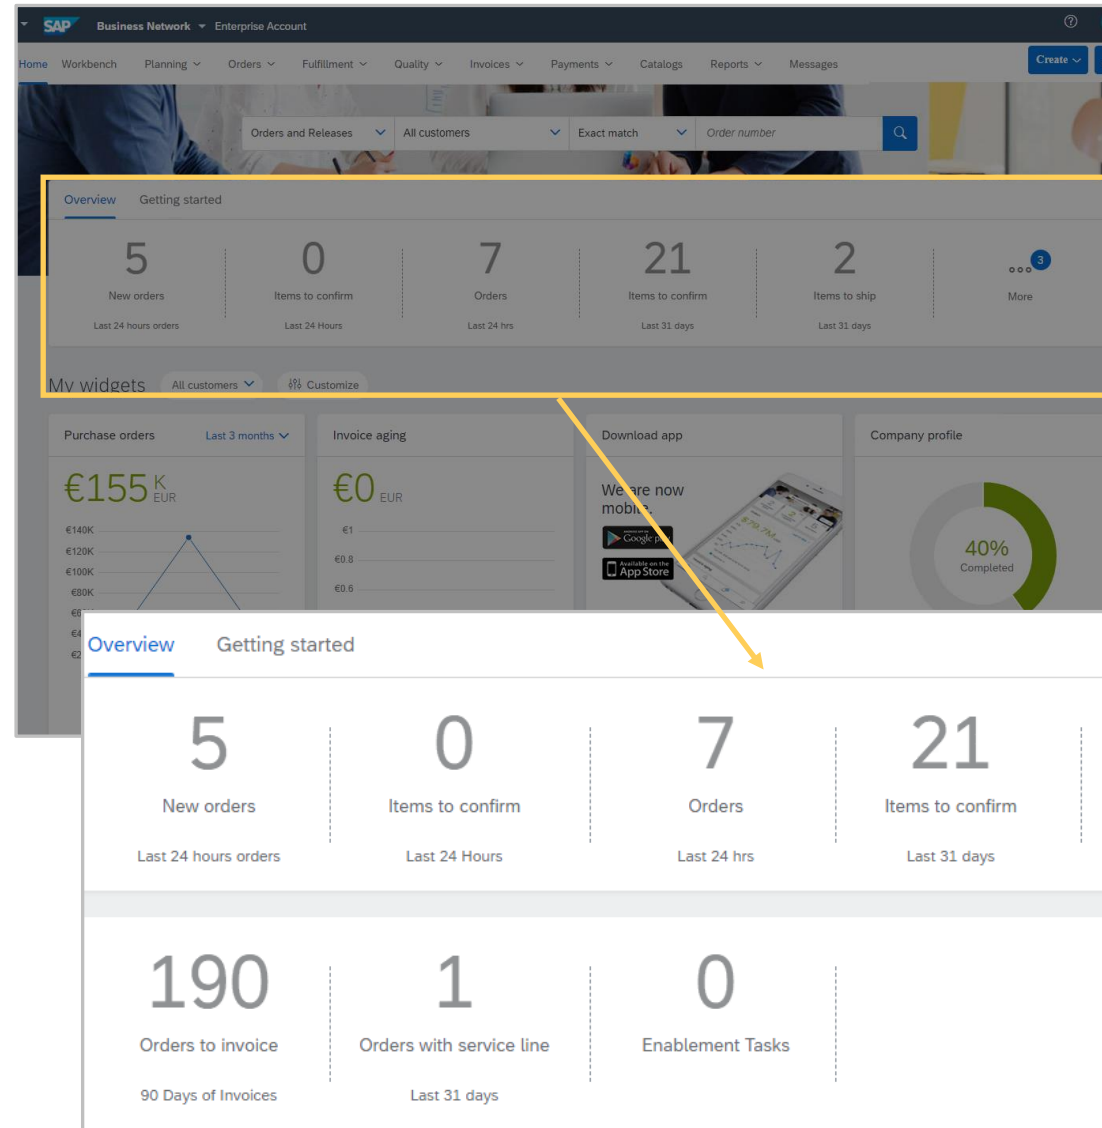 SAP Business Network Enterprise Account
Home Workbench Planning Orders Fulfillment Quality Invoices Payments Catalogs Reports Messages Create
Orders and Releases All customers Exact match Order number
Overview Getting started
5 0 7 21 2 3
New orders Items to confirm Orders Items to confirm Items to ship More
Last 24 hours orders Last 24 Hours Last 24 hrs Last 31 days Last 31 days
My widgets All customers Customize
Purchase orders Last 3 months Invoice aging Download app Company profile
€155 K EUR €0 EUR
We are now
mobile.
Google play
Available on the
App Store
€140K
€120K
€100K
€80K
€1
€0.8
€0.6
$79.7M
40%
Completed
Overview Getting started
5 0 7 21
New orders Items to confirm Orders Items to confirm
Last 24 hours orders Last 24 Hours Last 24 hrs Last 31 days
190 1 0
Orders to invoice Orders with service line Enablement Tasks
90 Days of Invoices Last 31 days